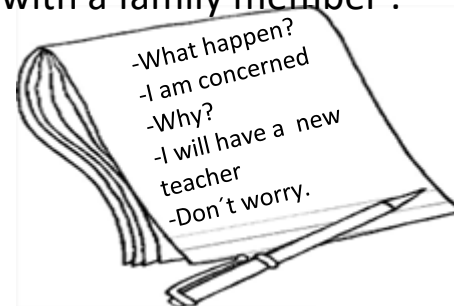 with a family member .
-What happen?
-I am concerned
-Why?
-I will have a  new
teacher
-Don´t worry.